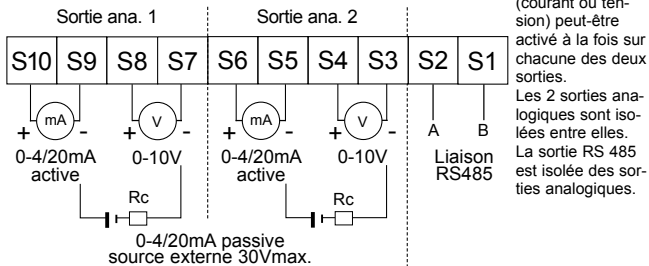 Sortie ana. 1
Sortie ana. 2
S10 S9 S8 S7 S6 S5 S4 S3 S2 S1
mA V mA V
+ - + - + - + - A B
0-4/20mA 0-10V 0-4/20mA 0-10V Liaison
active active RS485
Rc Rc
0-4/20mA passive
source externe 30Vmax.
(courant ou ten-
sion) peut-être
activé à la fois sur
chacune des deux
sorties.
Les 2 sorties ana-
logiques sont iso-
lées entre elles.
La sortie RS 485
est isolée des sor-
ties analogiques.